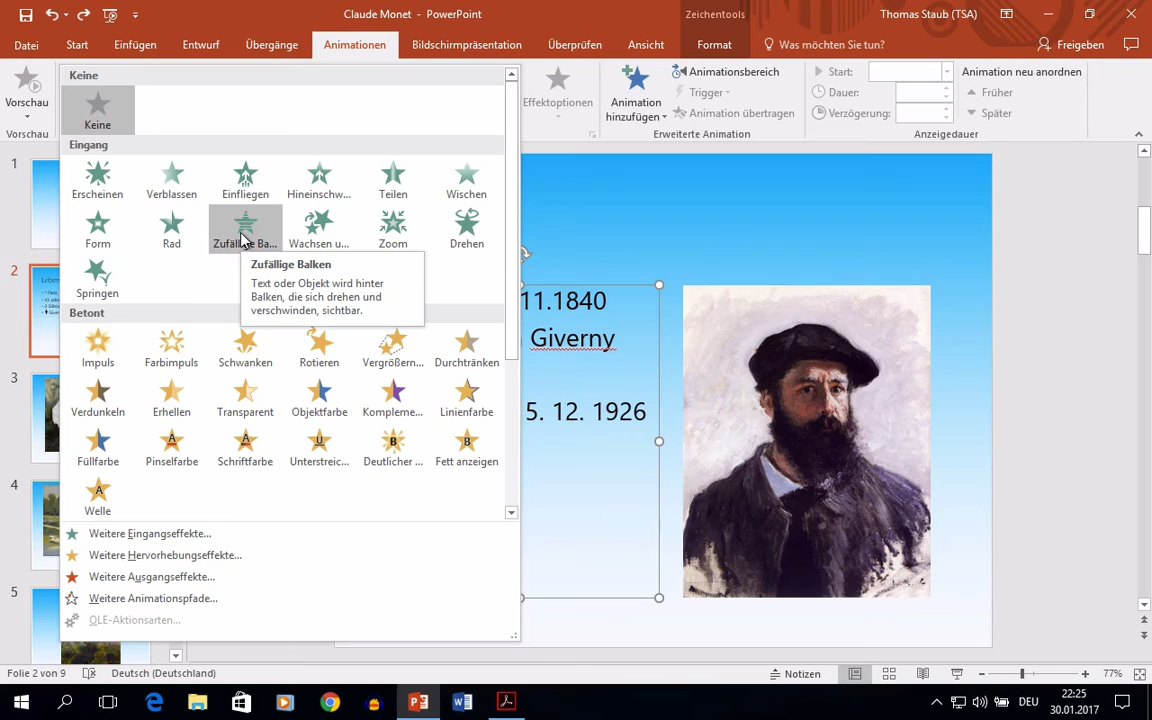 Claude Monet - PowerPoint
Zeichentools
Thomas Staub (TSA)
Datei
Start
Einfügen
Entwurf
Übergänge
Animationen
Bildschirmpräsentation
Überprüfen
Ansicht
Format
Was möchten Sie tun?
Freigeben
Vorschau
Vorschau
Effektoptionen
Animation
hinzufügen
Animationsbereich
Trigger
Animation übertragen
Erweiterte Animation
Start:
Dauer:
Verzögerung:
Animation neu anordnen
Früher
Später
Anzeigedauer
Keine
Keine
Eingang
Erscheinen
Verblassen
Einfliegen
Hineinschw...
Teilen
Wischen
Form
Rad
Zufällige Ba...
Wachsen u...
Zoom
Drehen
Springen
Zufällige Balken
Text oder Objekt wird hinter
Balken, die sich drehen und
verschwinden, sichtbar.
Betont
Impuls
Farbimpuls
Schwanken
Rotieren
Vergrößern...
Durchtränken
Verdunkeln
Erhellen
Transparent
Objektfarbe
Kompleme...
Linienfarbe
Füllfarbe
Pinselfarbe
Schriftfarbe
Unterstreic...
Deutlicher ...
Fett anzeigen
Welle
Weitere Eingangseffekte...
Weitere Hervorhebungseffekte...
Weitere Ausgangseffekte...
Weitere Animationspfade...
OLE-Aktionsarten...
1
2
3
4
5
11.1840
Giverny
5. 12. 1926
Folie 2 von 9
Deutsch (Deutschland)
Notizen
77%
DEU
22:25
30.01.2017